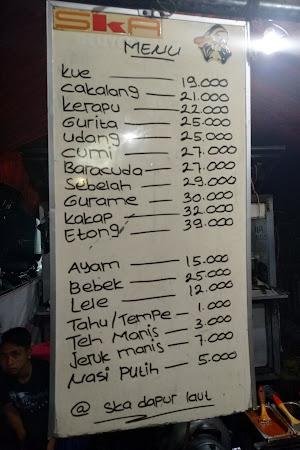 SkA
MENU
kue — 19.000
cakalang — 21.000
kerapu — 22.000
Gurita — 25.000
udang — 25.000
cumi — 27.000
Baracuda — 27.000
Sebelah — 29.000
Gurame — 30.000
kakap — 32.000
Etong — 39.000
Ayam — 15.000
Bebek — 25.000
Lele — 12.000
Tahu/Tempe — 1.000
Teh Manis — 3.000
Jeruk manis — 7.000
Nasi Putih — 5.000
@ ska dapur laut